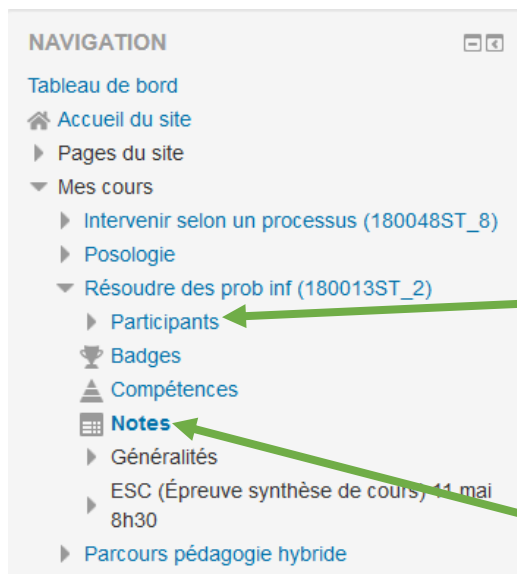 NAVIGATION
Tableau de bord
Accueil du site
Pages du site
Mes cours
Intervenir selon un processus (180048ST_8)
Posologie
Résoudre des prob inf (180013ST_2)
Participants
Badges
Compétences
Notes
Généralités
ESC (Épreuve synthèse de cours) 11 mai
8h30
Parcours pédagogie hybride